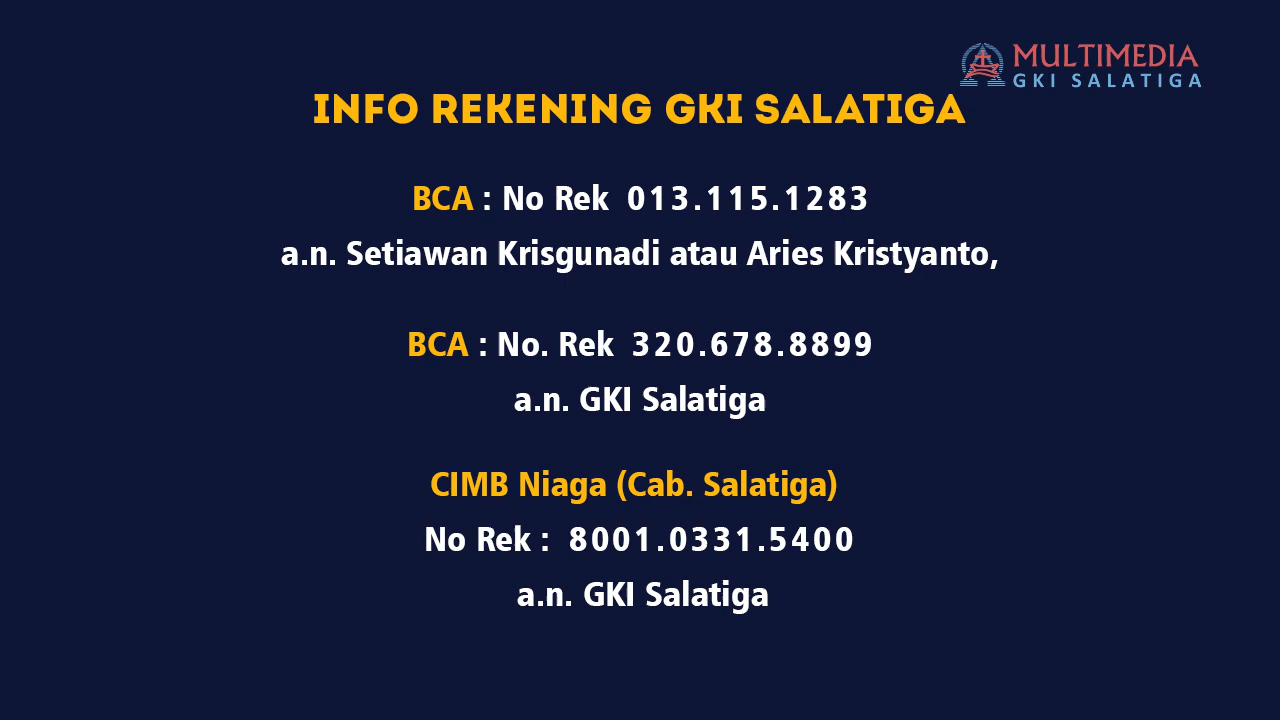 MULTIMEDIA
GKI SALATIGA
INFO REKENING GKI SALATIGA
BCA : No Rek 013.115.1283
a.n. Setiawan Krisgunadi atau Aries Kristyanto,
BCA : No. Rek 320.678.8899
a.n. GKI Salatiga
CIMB Niaga (Cab. Salatiga)
No Rek : 8001.0331.5400
a.n. GKI Salatiga